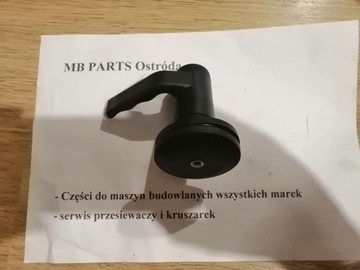 MB PARTS Ostróda
- Części do maszyn budowlanych wszystkich marek
- serwis przesiewaczy i kruszarek